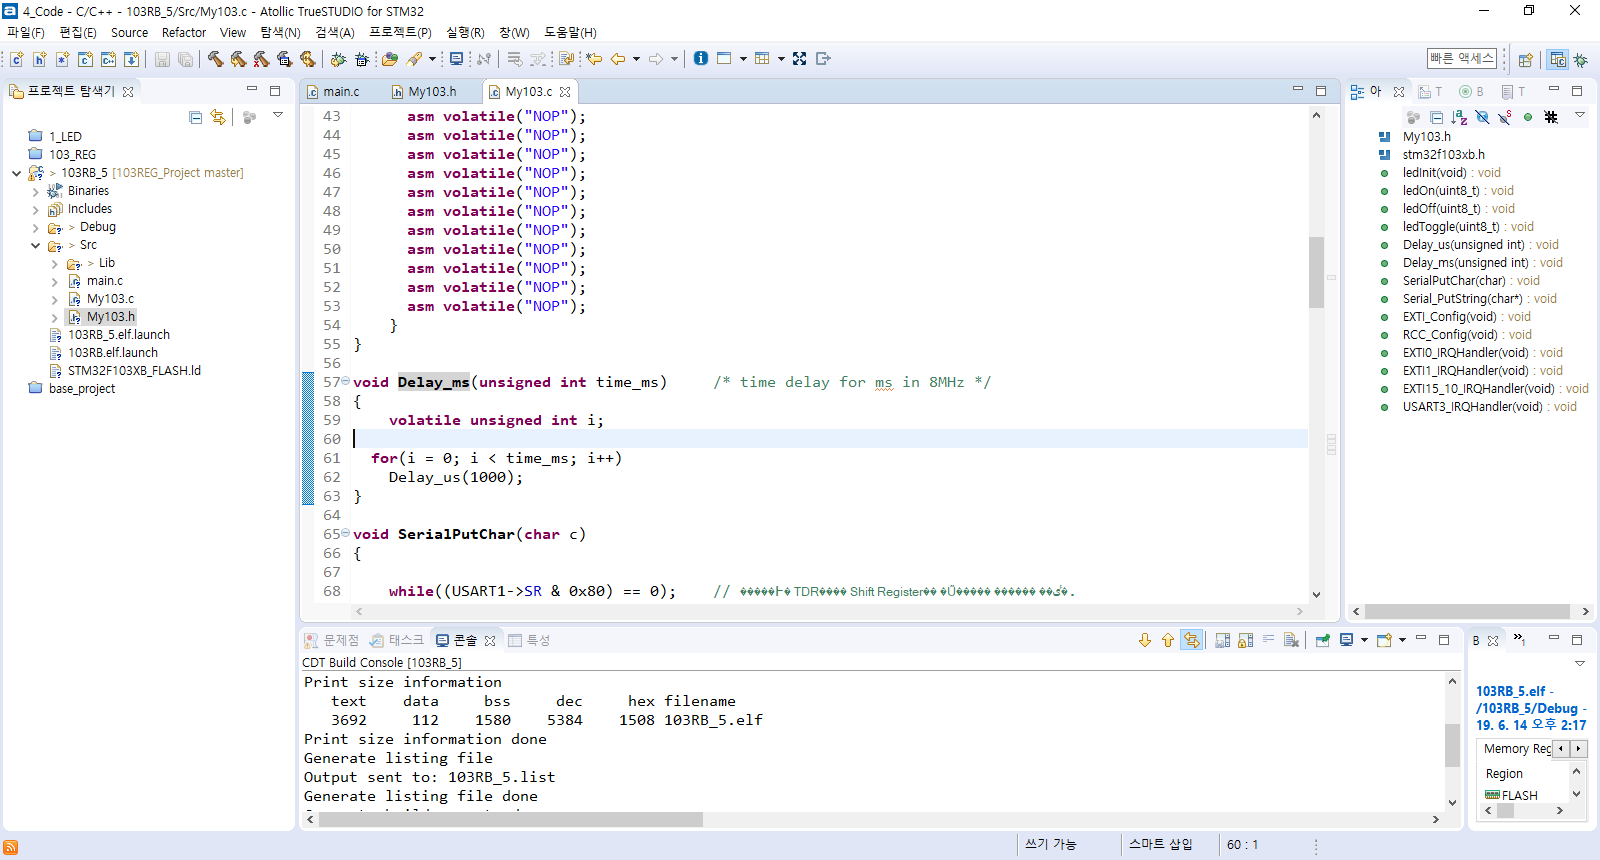 4_Code - C/C++ - 103RB_5/Src/My103.c - Atollic TrueSTUDIO for STM32
파일(F) 편집(E) Source Refactor View 탐색(N) 검색(A) 프로젝트(P) 실행(R) 창(W) 도움말(H)
빠른 액세스
프로젝트 탐색기
1_LED
103_REG
> 103RB_5 [103REG_Project master]
Binaries
Includes
> Debug
> Src
> Lib
main.c
My103.c
My103.h
103RB_5.elf.launch
103RB.elf.launch
STM32F103XB_FLASH.ld
base_project
main.c My103.h My103.c
43 asm volatile("NOP");
44 asm volatile("NOP");
45 asm volatile("NOP");
46 asm volatile("NOP");
47 asm volatile("NOP");
48 asm volatile("NOP");
49 asm volatile("NOP");
50 asm volatile("NOP");
51 asm volatile("NOP");
52 asm volatile("NOP");
53 asm volatile("NOP");
54 }
55 }
56
57 void Delay_ms(unsigned int time_ms) /* time delay for ms in 8MHz */
58 {
59 volatile unsigned int i;
60
61 for(i = 0; i < time_ms; i++)
62 Delay_us(1000);
63 }
64
65 void SerialPutChar(char c)
66 {
67
68 while((USART1->SR & 0x80) == 0); // TDR Shift Register
아 T B T
My103.h
stm32f103xb.h
ledInit(void) : void
ledOn(uint8_t) : void
ledOff(uint8_t) : void
ledToggle(uint8_t) : void
Delay_us(unsigned int) : void
Delay_ms(unsigned int) : void
SerialPutChar(char) : void
Serial_PutString(char*) : void
EXTI_Config(void) : void
RCC_Config(void) : void
EXTI0_IRQHandler(void) : void
EXTI1_IRQHandler(void) : void
EXTI15_10_IRQHandler(void) : void
USART3_IRQHandler(void) : void
문제점 태스크 콘솔 특성
CDT Build Console [103RB_5]
Print size information
text data bss dec hex filename
3692 112 1580 5384 1508 103RB_5.elf
Print size information done
Generate listing file
Output sent to: 103RB_5.list
Generate listing file done
B »1
103RB_5.elf -
/103RB_5/Debug -
19. 6. 14 오후 2:17
Memory Reg
Region
FLASH
쓰기 가능 스마트 삽입 60 : 1